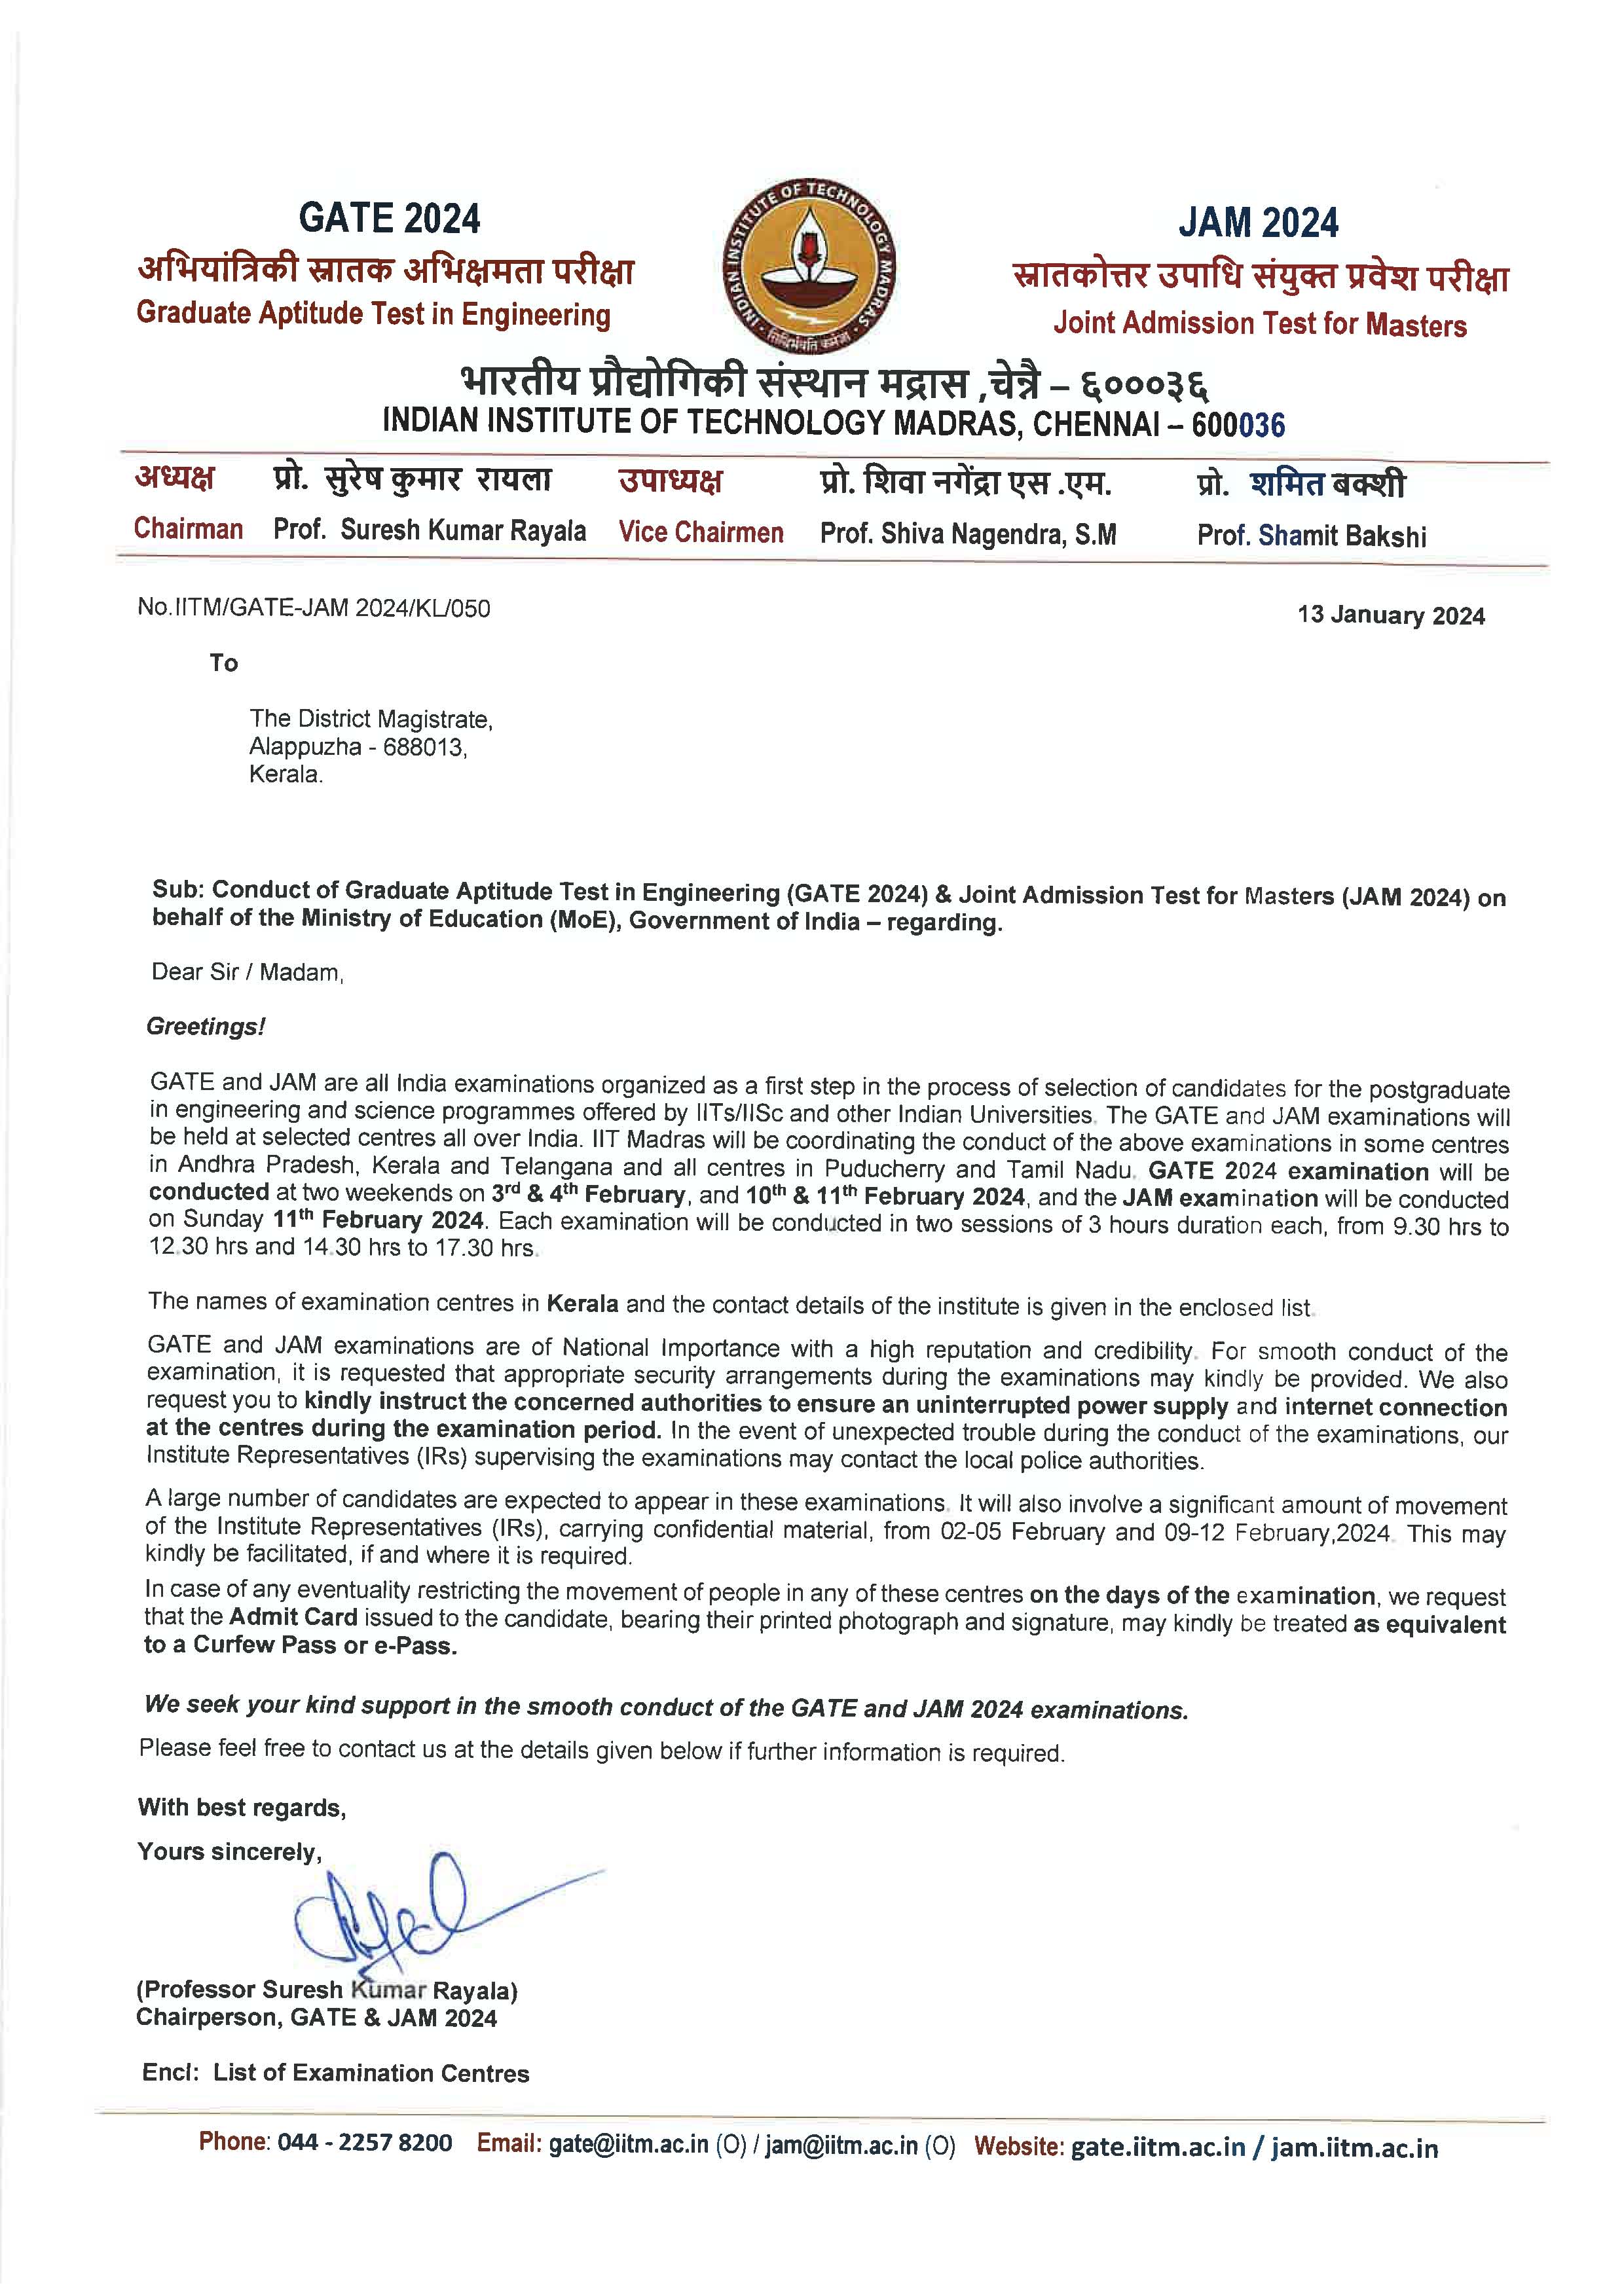 GATE 2024
अभियांत्रिकी स्नातक अभिक्षमता परीक्षा
Graduate Aptitude Test in Engineering
INDIAN INSTITUTE OF TECHNOLOGY MADRAS
सिद्धिर्भवति कर्मजा
JAM 2024
स्नातकोत्तर उपाधि संयुक्त प्रवेश परीक्षा
Joint Admission Test for Masters
भारतीय प्रौद्योगिकी संस्थान मद्रास ,चेन्नै – ६०००३६
INDIAN INSTITUTE OF TECHNOLOGY MADRAS, CHENNAI – 600036
अध्यक्ष प्रो. सुरेष कुमार रायला उपाध्यक्ष प्रो. शिवा नगेंद्रा एस .एम. प्रो. शमित बक्शी
Chairman Prof. Suresh Kumar Rayala Vice Chairmen Prof. Shiva Nagendra, S.M Prof. Shamit Bakshi
No.IITM/GATE-JAM 2024/KL/050 13 January 2024
To
The District Magistrate,
Alappuzha - 688013,
Kerala.
Sub: Conduct of Graduate Aptitude Test in Engineering (GATE 2024) & Joint Admission Test for Masters (JAM 2024) on
behalf of the Ministry of Education (MoE), Government of India – regarding.
Dear Sir / Madam,
Greetings!
GATE and JAM are all India examinations organized as a first step in the process of selection of candidates for the postgraduate
in engineering and science programmes offered by IITs/IISc and other Indian Universities. The GATE and JAM examinations will
be held at selected centres all over India. IIT Madras will be coordinating the conduct of the above examinations in some centres
in Andhra Pradesh, Kerala and Telangana and all centres in Puducherry and Tamil Nadu. GATE 2024 examination will be
conducted at two weekends on 3rd & 4th February, and 10th & 11th February 2024, and the JAM examination will be conducted
on Sunday 11th February 2024. Each examination will be conducted in two sessions of 3 hours duration each, from 9.30 hrs to
12.30 hrs and 14.30 hrs to 17.30 hrs.
The names of examination centres in Kerala and the contact details of the institute is given in the enclosed list.
GATE and JAM examinations are of National Importance with a high reputation and credibility. For smooth conduct of the
examination, it is requested that appropriate security arrangements during the examinations may kindly be provided. We also
request you to kindly instruct the concerned authorities to ensure an uninterrupted power supply and internet connection
at the centres during the examination period. In the event of unexpected trouble during the conduct of the examinations, our
Institute Representatives (IRs) supervising the examinations may contact the local police authorities.
A large number of candidates are expected to appear in these examinations. It will also involve a significant amount of movement
of the Institute Representatives (IRs), carrying confidential material, from 02-05 February and 09-12 February,2024. This may
kindly be facilitated, if and where it is required.
In case of any eventuality restricting the movement of people in any of these centres on the days of the examination, we request
that the Admit Card issued to the candidate, bearing their printed photograph and signature, may kindly be treated as equivalent
to a Curfew Pass or e-Pass.
We seek your kind support in the smooth conduct of the GATE and JAM 2024 examinations.
Please feel free to contact us at the details given below if further information is required.
With best regards,
Yours sincerely,
(Professor Suresh Kumar Rayala)
Chairperson, GATE & JAM 2024
Encl: List of Examination Centres
Phone: 044 - 2257 8200 Email: gate@iitm.ac.in (O) / jam@iitm.ac.in (O) Website: gate.iitm.ac.in / jam.iitm.ac.in